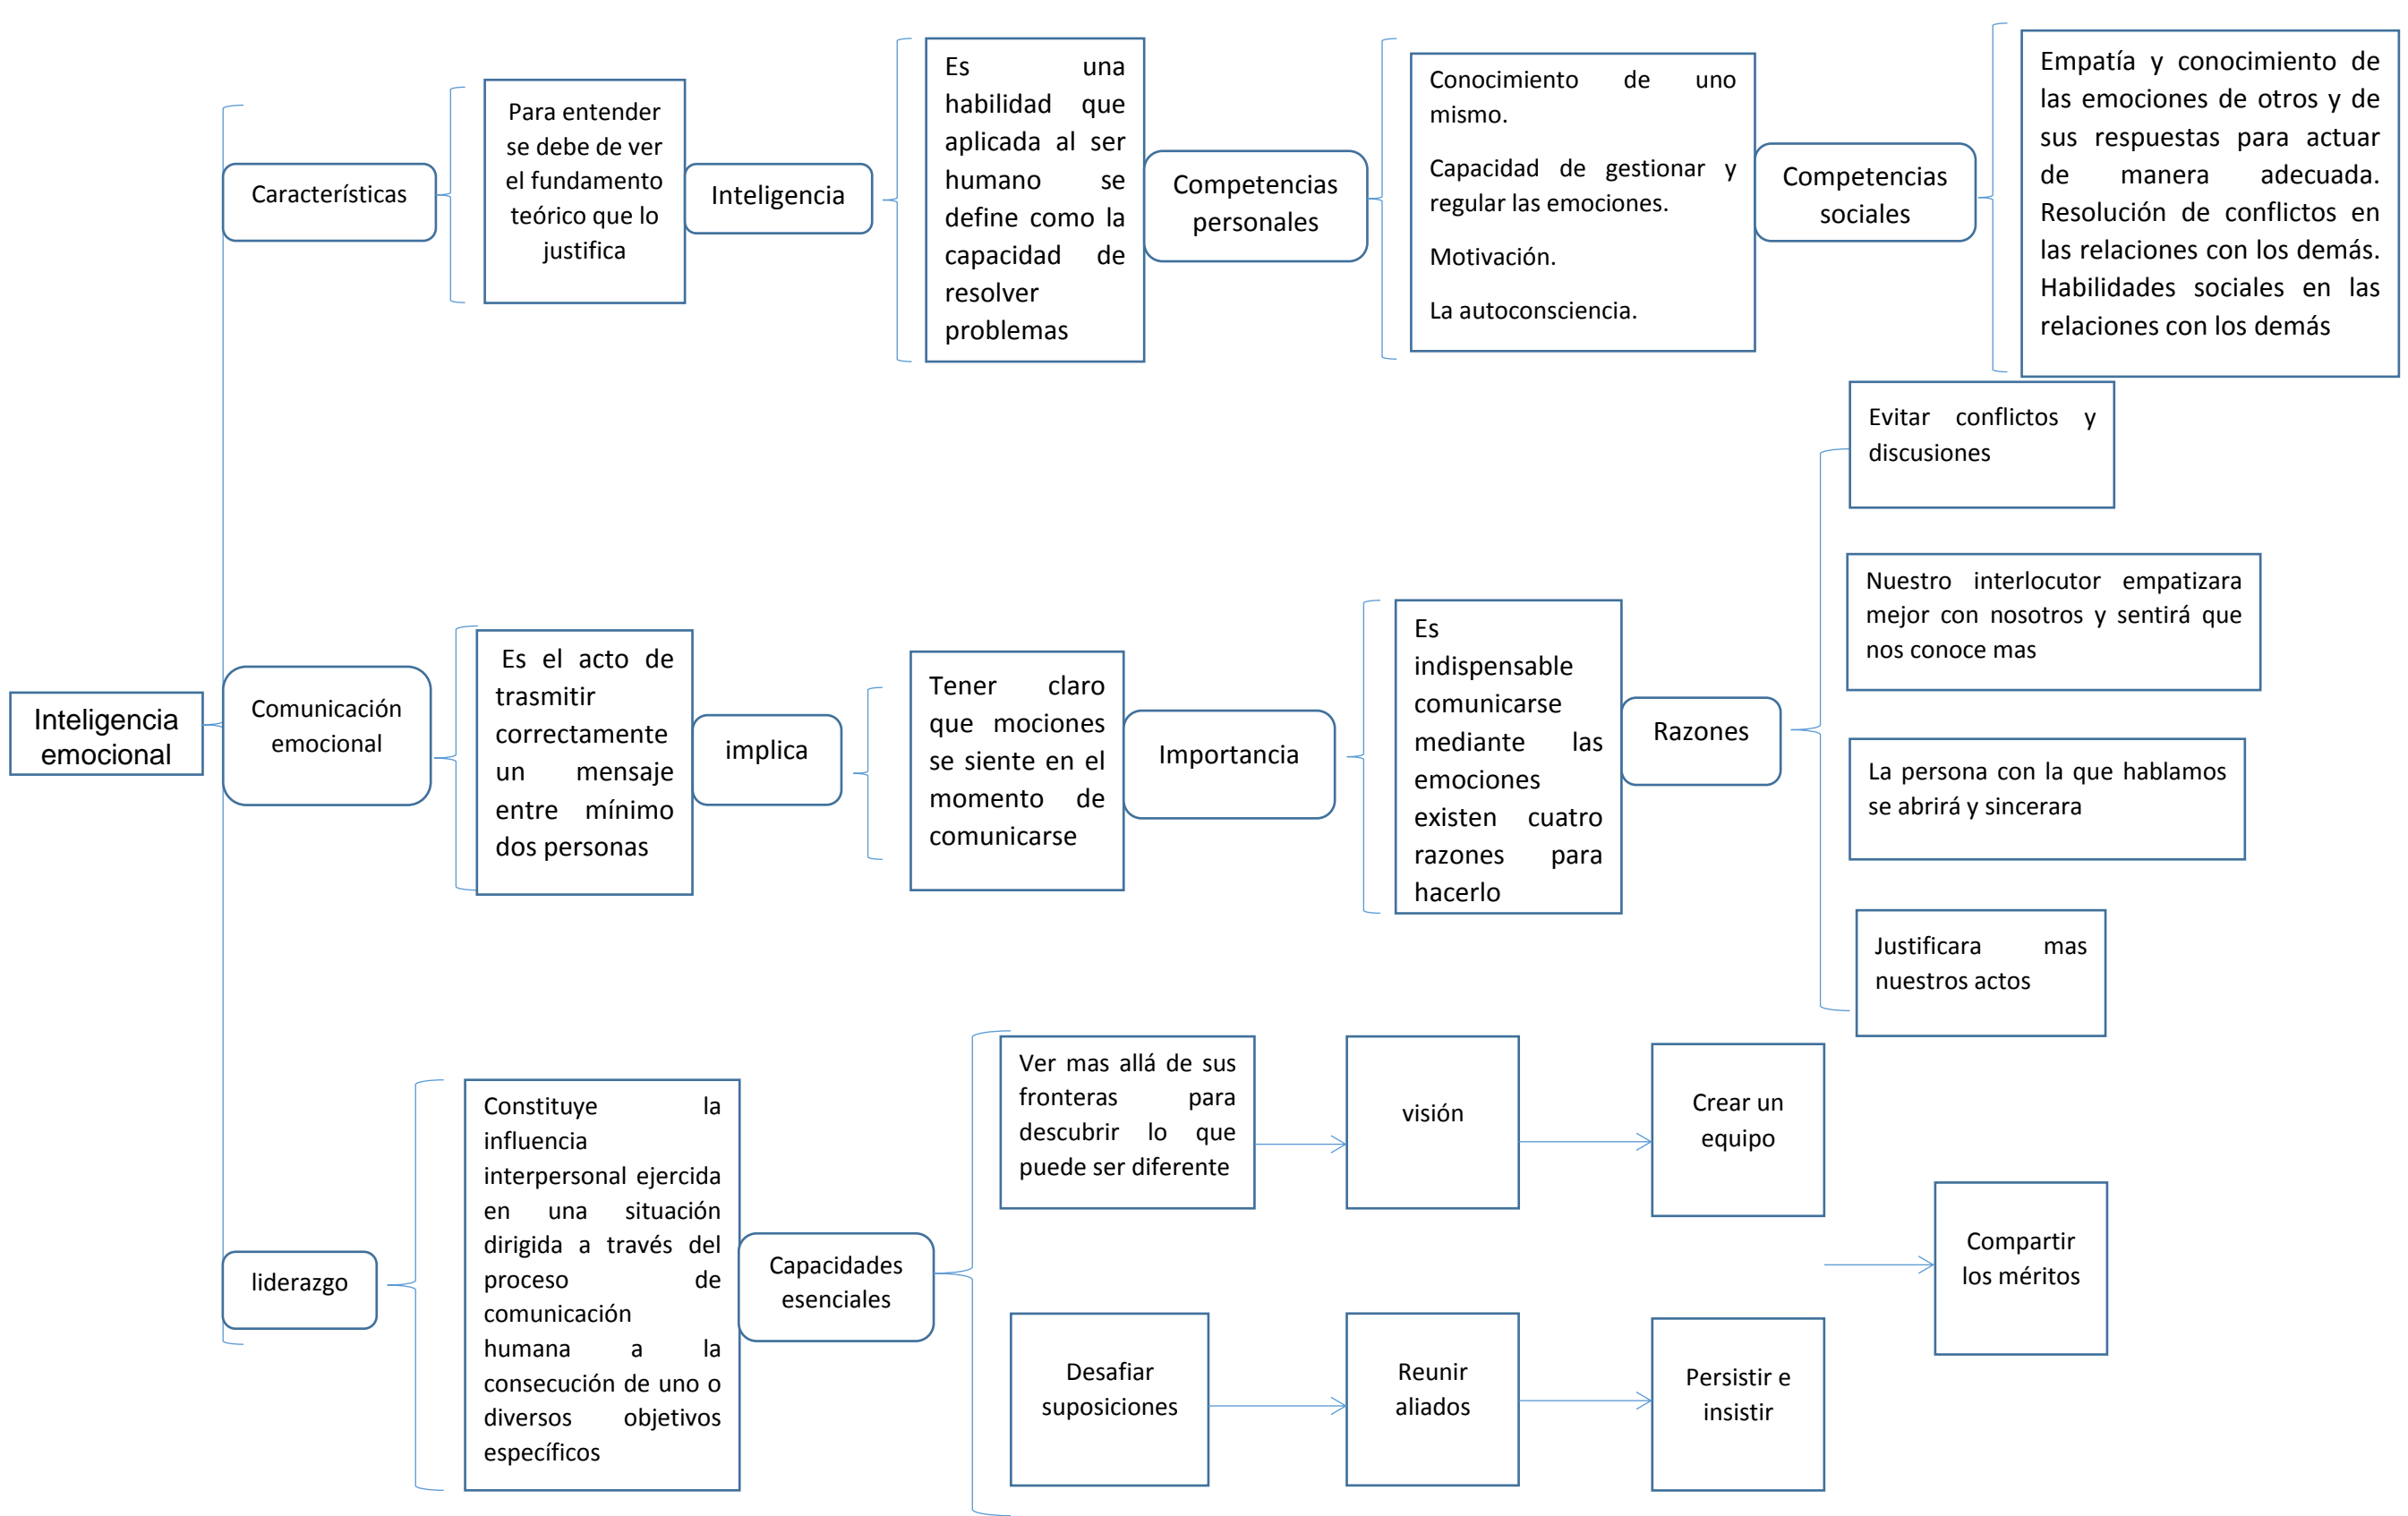 Inteligencia
emocional
Características
Para entender
se debe de ver
el fundamento
teórico que lo
justifica
Inteligencia
Es una
habilidad que
aplicada al ser
humano se
define como la
capacidad de
resolver
problemas
Competencias
personales
Conocimiento de uno
mismo.
Capacidad de gestionar y
regular las emociones.
Motivación.
La autoconsciencia.
Competencias
sociales
Empatía y conocimiento de
las emociones de otros y de
sus respuestas para actuar
de manera adecuada.
Resolución de conflictos en
las relaciones con los demás.
Habilidades sociales en las
relaciones con los demás
Comunicación
emocional
Es el acto de
trasmitir
correctamente
un mensaje
entre mínimo
dos personas
implica
Tener claro
que mociones
se siente en el
momento de
comunicarse
Importancia
Es
indispensable
comunicarse
mediante las
emociones
existen cuatro
razones para
hacerlo
Razones
Evitar conflictos y
discusiones
Nuestro interlocutor empatizara
mejor con nosotros y sentirá que
nos conoce mas
La persona con la que hablamos
se abrirá y sincerara
Justificara mas
nuestros actos
liderazgo
Constituye la
influencia
interpersonal ejercida
en una situación
dirigida a través del
proceso de
comunicación
humana a la
consecución de uno o
diversos objetivos
específicos
Capacidades
esenciales
Ver mas allá de sus
fronteras para
descubrir lo que
puede ser diferente
visión
Crear un
equipo
Desafiar
suposiciones
Reunir
aliados
Persistir e
insistir
Compartir
los méritos